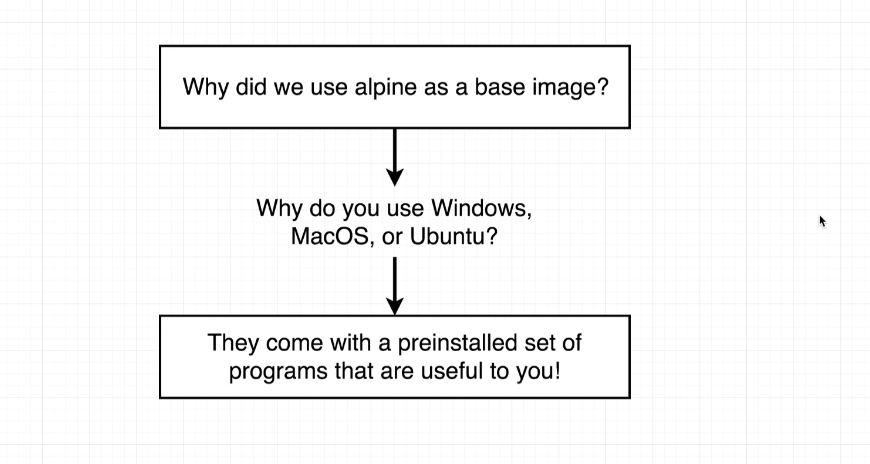 Why did we use alpine as a base image?
Why do you use Windows,
MacOS, or Ubuntu?
They come with a preinstalled set of
programs that are useful to you!